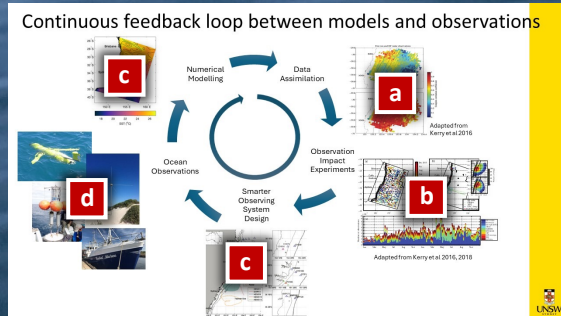 Continuous feedback loop between models and observations
c
Numerical
Modelling
Data
Assimilation
a
Adapted from
Kerry et al 2016
Ocean
Observations
Observation
Impact
Experiments
d
b
Smarter
Observing
System
Design
c
Adapted from Kerry et al 2016, 2018
UNSW